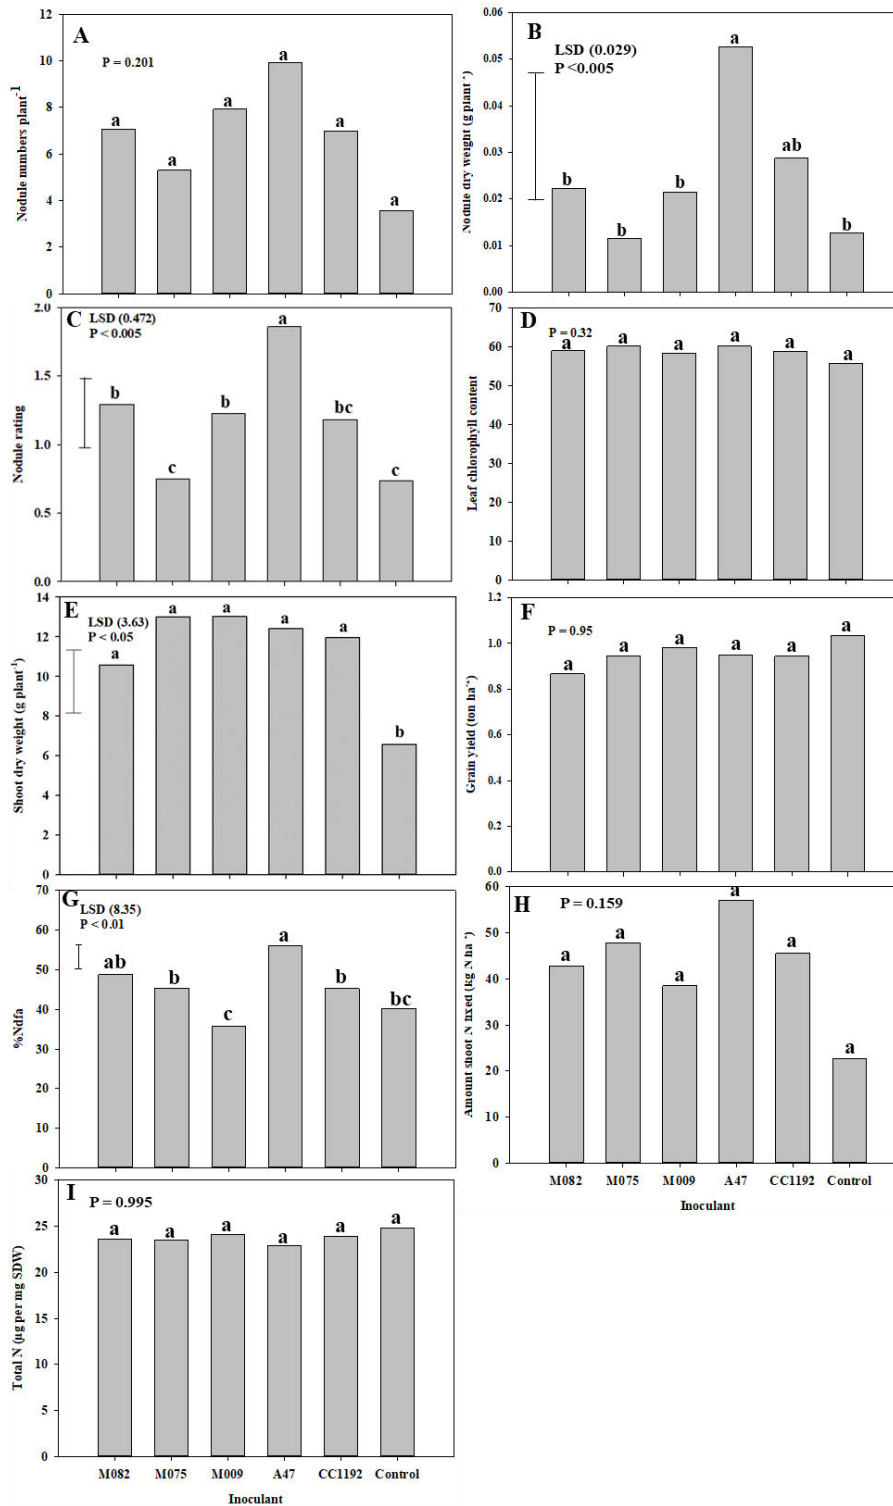 A
P = 0.201
Nodule numbers plant⁻¹
12
10
8
6
4
2
0
a
a
a
a
a
a
B
LSD (0.029)
P <0.005
Nodule dry weight (g plant⁻¹)
0.06
0.05
0.04
0.03
0.02
0.01
0.00
b
b
b
a
ab
b
C
LSD (0.472)
P < 0.005
Nodule rating
2.0
1.5
1.0
0.5
0.0
b
c
b
a
bc
c
D
P = 0.32
Leaf chlorophyll content
70
60
50
40
30
20
10
0
a
a
a
a
a
a
E
LSD (3.63)
P < 0.05
Shoot dry weight (g plant⁻¹)
14
12
10
8
6
4
2
0
a
a
a
a
a
b
F
P = 0.95
Grain yield (ton ha⁻¹)
1.2
1.0
0.8
0.6
0.4
0.2
0.0
a
a
a
a
a
a
G
LSD (8.35)
P < 0.01
%Ndfa
70
60
50
40
30
20
10
0
ab
b
c
a
b
bc
H
P = 0.159
Amount shoot N fixed (kg N ha⁻¹)
60
50
40
30
20
10
0
a
a
a
a
a
a
M082 M075 M009 A47 CC1192 Control
Inoculant
I
P = 0.995
Total N (µg per mg SDW)
30
25
20
15
10
5
0
a
a
a
a
a
a
M082 M075 M009 A47 CC1192 Control
Inoculant